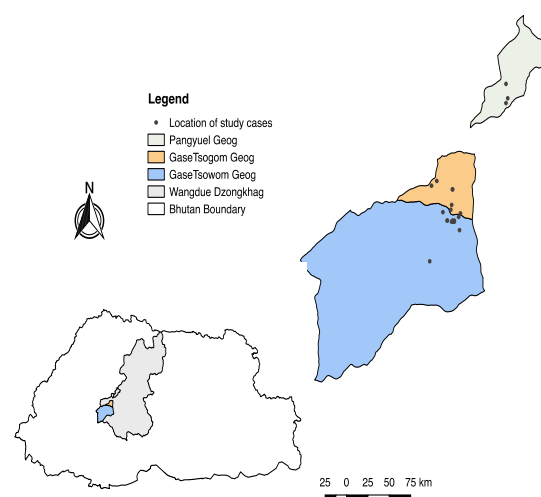 Legend
Location of study cases
Pangyuel Geog
GaseTsogom Geog
GaseTsowom Geog
Wangdue Dzongkhag
Bhutan Boundary
N
25 0 25 50 75 km